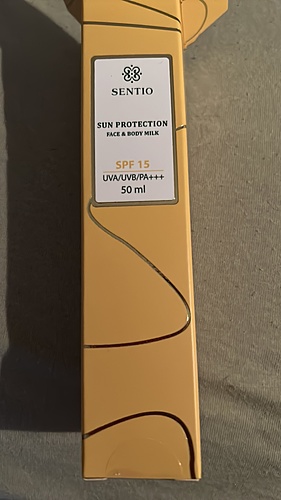 SENTIO
SUN PROTECTION
FACE & BODY MILK
SPF 15
UVA/UVB/PA+++
50 ml